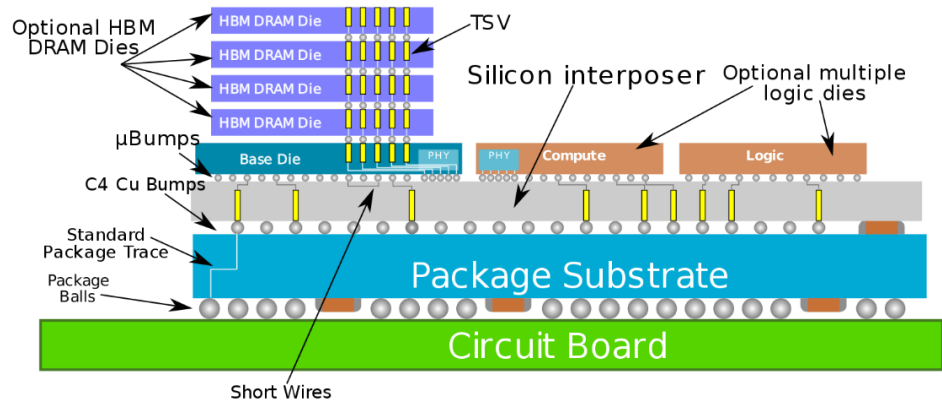 Optional HBM
DRAM Dies
HBM DRAM Die
HBM DRAM Die
HBM DRAM Die
HBM DRAM Die
TSV
Silicon interposer
Optional multiple
logic dies
μBumps
Base Die
PHY
PHY
Compute
Logic
C4 Cu Bumps
Standard
Package Trace
Package
Balls
Package Substrate
Circuit Board
Short Wires